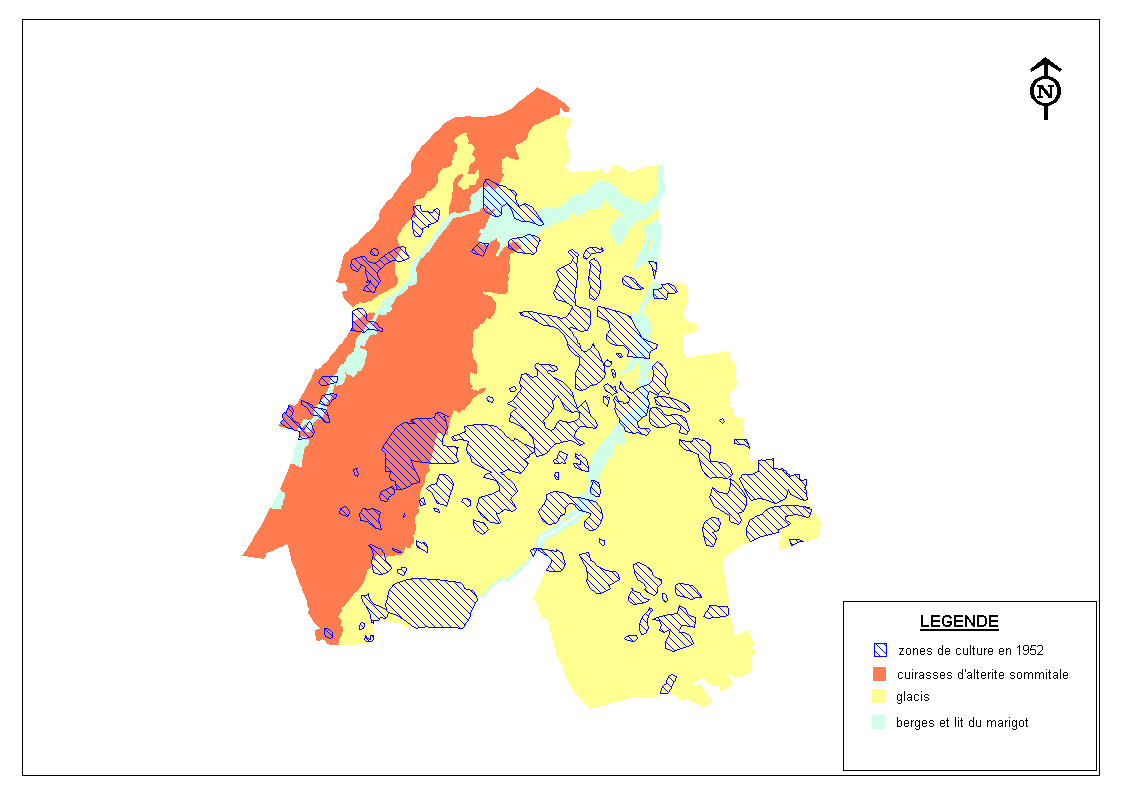 N
LEGENDE
zones de culture en 1952
cuirasses d'alterite sommitale
glacis
berges et lit du marigot